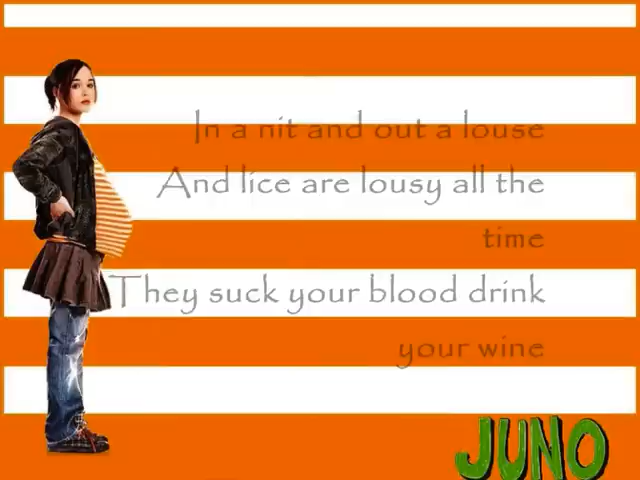 In a nit and out a louse
And lice are lousy all the
time
They suck your blood drink
your wine
JUNO